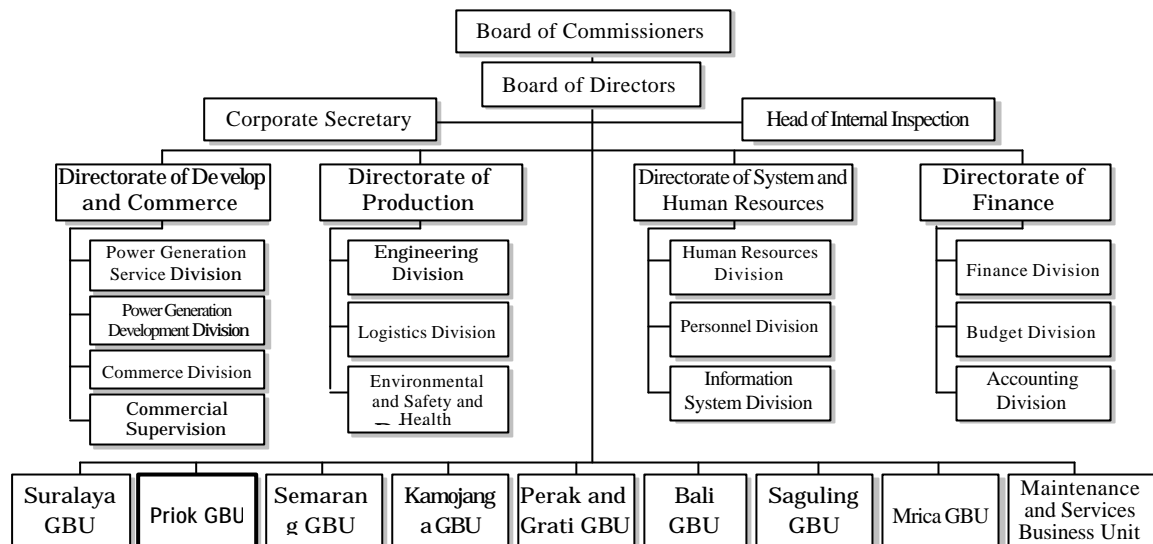 Board of Commissioners
Board of Directors
Corporate Secretary
Head of Internal Inspection
Directorate of Develop
and Commerce
Directorate of
Production
Directorate of System and
Human Resources
Directorate of
Finance
Power Generation
Service Division
Engineering
Division
Human Resources
Division
Finance Division
Power Generation
Development Division
Logistics Division
Personnel Division
Budget Division
Commerce Division
Environmental
and Safety and
Health
Information
System Division
Accounting
Division
Commercial
Supervision
Suralaya
GBU
Priok GBU
Semaran
g GBU
Kamojang
a GBU
Perak and
Grati GBU
Bali
GBU
Saguling
GBU
Mrica GBU
Maintenance
and Services
Business Unit